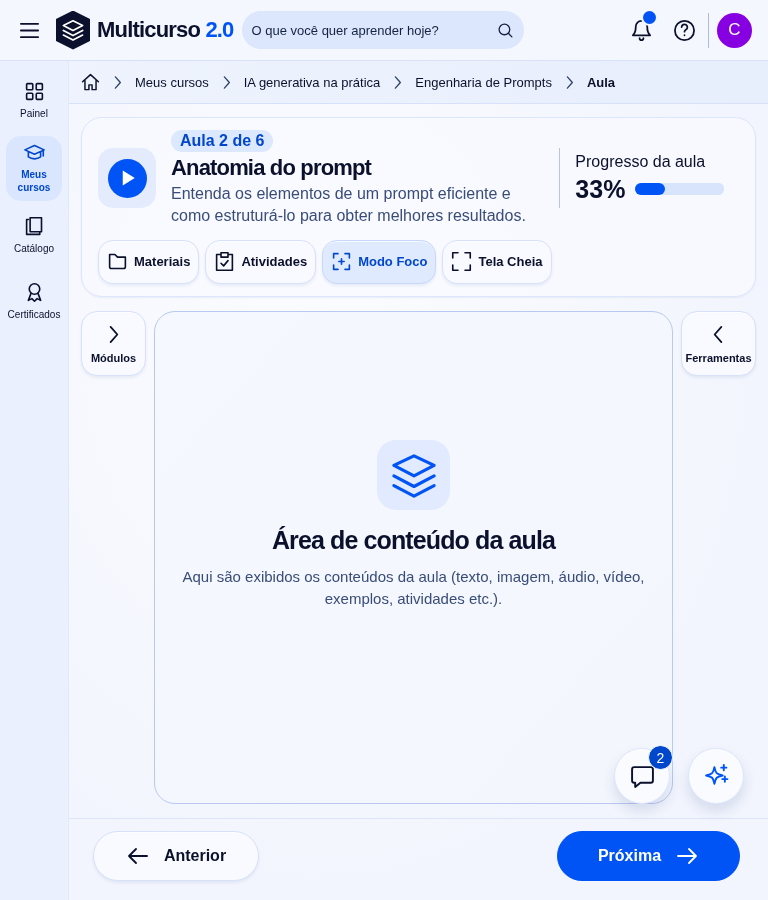 Multicurso 2.0
O que você quer aprender hoje?
C
Meus cursos
IA generativa na prática
Engenharia de Prompts
Aula
Painel
Meus
cursos
Catálogo
Certificados
Aula 2 de 6
Anatomia do prompt
Entenda os elementos de um prompt eficiente e
como estruturá-lo para obter melhores resultados.
Progresso da aula
33%
Materiais
Atividades
Modo Foco
Tela Cheia
Módulos
Ferramentas
Área de conteúdo da aula
Aqui são exibidos os conteúdos da aula (texto, imagem, áudio, vídeo,
exemplos, atividades etc.).
2
Anterior
Próxima